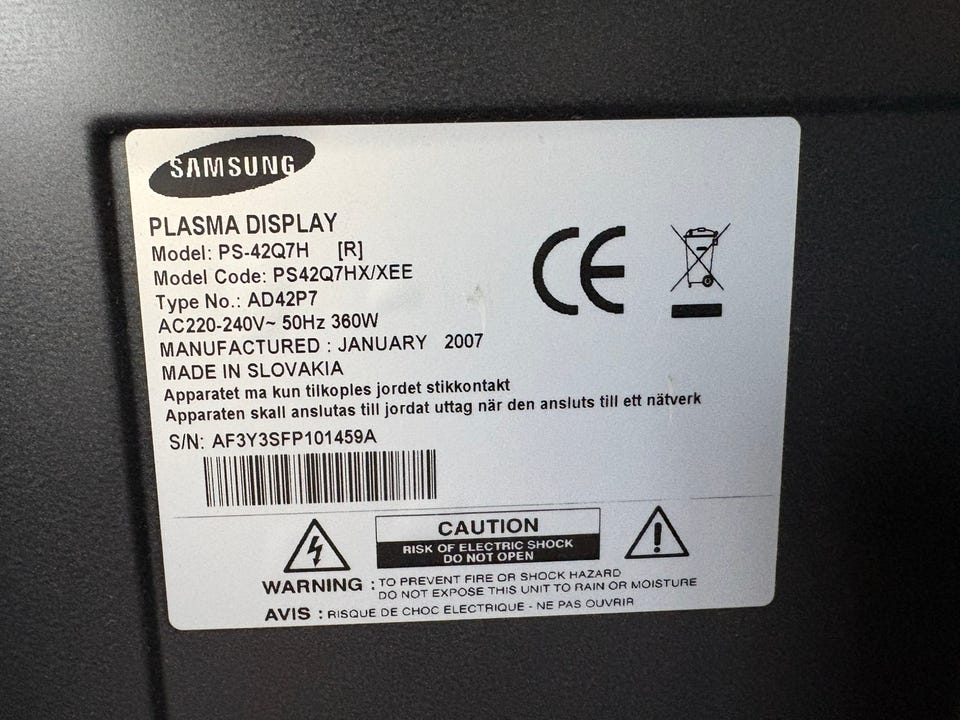 SAMSUNG
PLASMA DISPLAY
Model: PS-42Q7H [R]
Model Code: PS42Q7HX/XEE
Type No.: AD42P7
AC220-240V~ 50Hz 360W
MANUFACTURED : JANUARY 2007
MADE IN SLOVAKIA
Apparatet ma kun tilkoples jordet stikkontakt
Apparaten skall anslutas till jordat uttag när den ansluts till ett nätverk
S/N: AF3Y3SFP101459A
CE
CAUTION
RISK OF ELECTRIC SHOCK
DO NOT OPEN
WARNING : TO PREVENT FIRE OR SHOCK HAZARD
DO NOT EXPOSE THIS UNIT TO RAIN OR MOISTURE
AVIS : RISQUE DE CHOC ELECTRIQUE - NE PAS OUVRIR